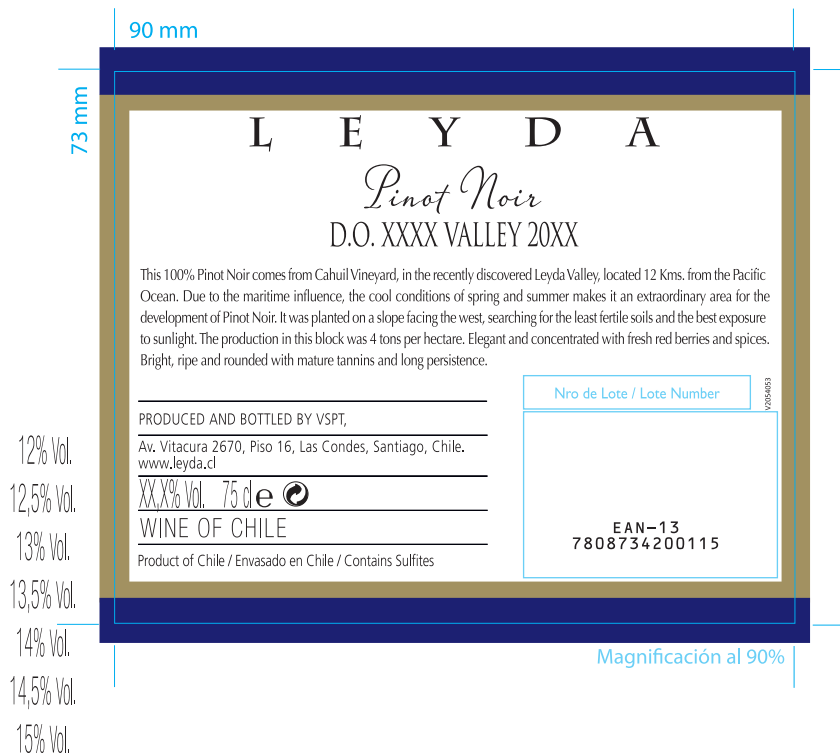 90 mm
73 mm
LEYDA
Pinot Noir
D.O. XXXX VALLEY 20XX
This 100% Pinot Noir comes from Cahuil Vineyard, in the recently discovered Leyda Valley, located 12 Kms. from the Pacific
Ocean. Due to the maritime influence, the cool conditions of spring and summer makes it an extraordinary area for the
development of Pinot Noir. It was planted on a slope facing the west, searching for the least fertile soils and the best exposure
to sunlight. The production in this block was 4 tons per hectare. Elegant and concentrated with fresh red berries and spices.
Bright, ripe and rounded with mature tannins and long persistence.
PRODUCED AND BOTTLED BY VSPT,
Av. Vitacura 2670, Piso 16, Las Condes, Santiago, Chile.
www.leyda.cl
XX,X% Vol. 75 cl e
WINE OF CHILE
Product of Chile / Envasado en Chile / Contains Sulfites
Nro de Lote / Lote Number
V2054053
EAN-13
7808734200115
12% Vol.
12,5% Vol.
13% Vol.
13,5% Vol.
14% Vol.
14,5% Vol.
15% Vol.
Magnificación al 90%